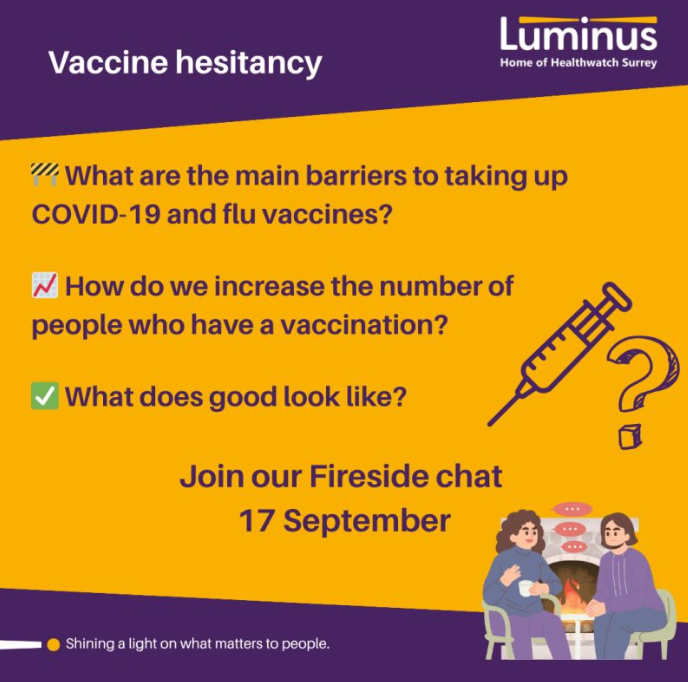 Vaccine hesitancy
Luminus
Home of Healthwatch Surrey
🚧 What are the main barriers to taking up
COVID-19 and flu vaccines?
📈 How do we increase the number of
people who have a vaccination?
✅ What does good look like?
?
Join our Fireside chat
17 September
Shining a light on what matters to people.